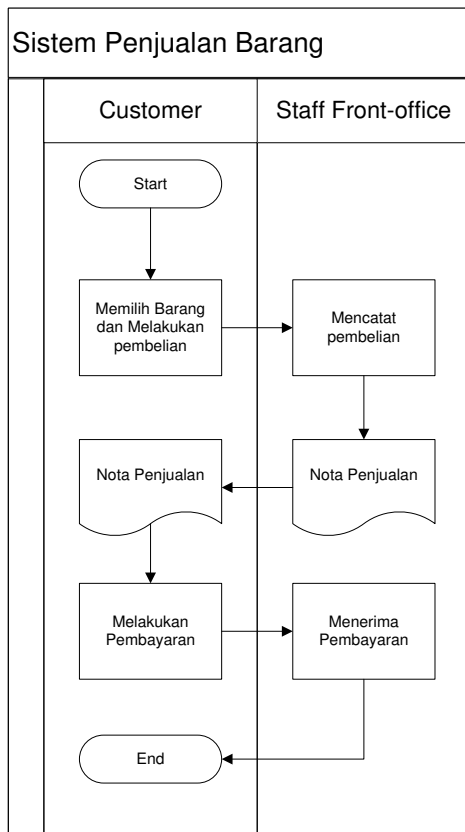 Sistem Penjualan Barang
Customer
Staff Front-office
Start
Memilih Barang
dan Melakukan
pembelian
Mencatat
pembelian
Nota Penjualan
Nota Penjualan
Melakukan
Pembayaran
Menerima
Pembayaran
End